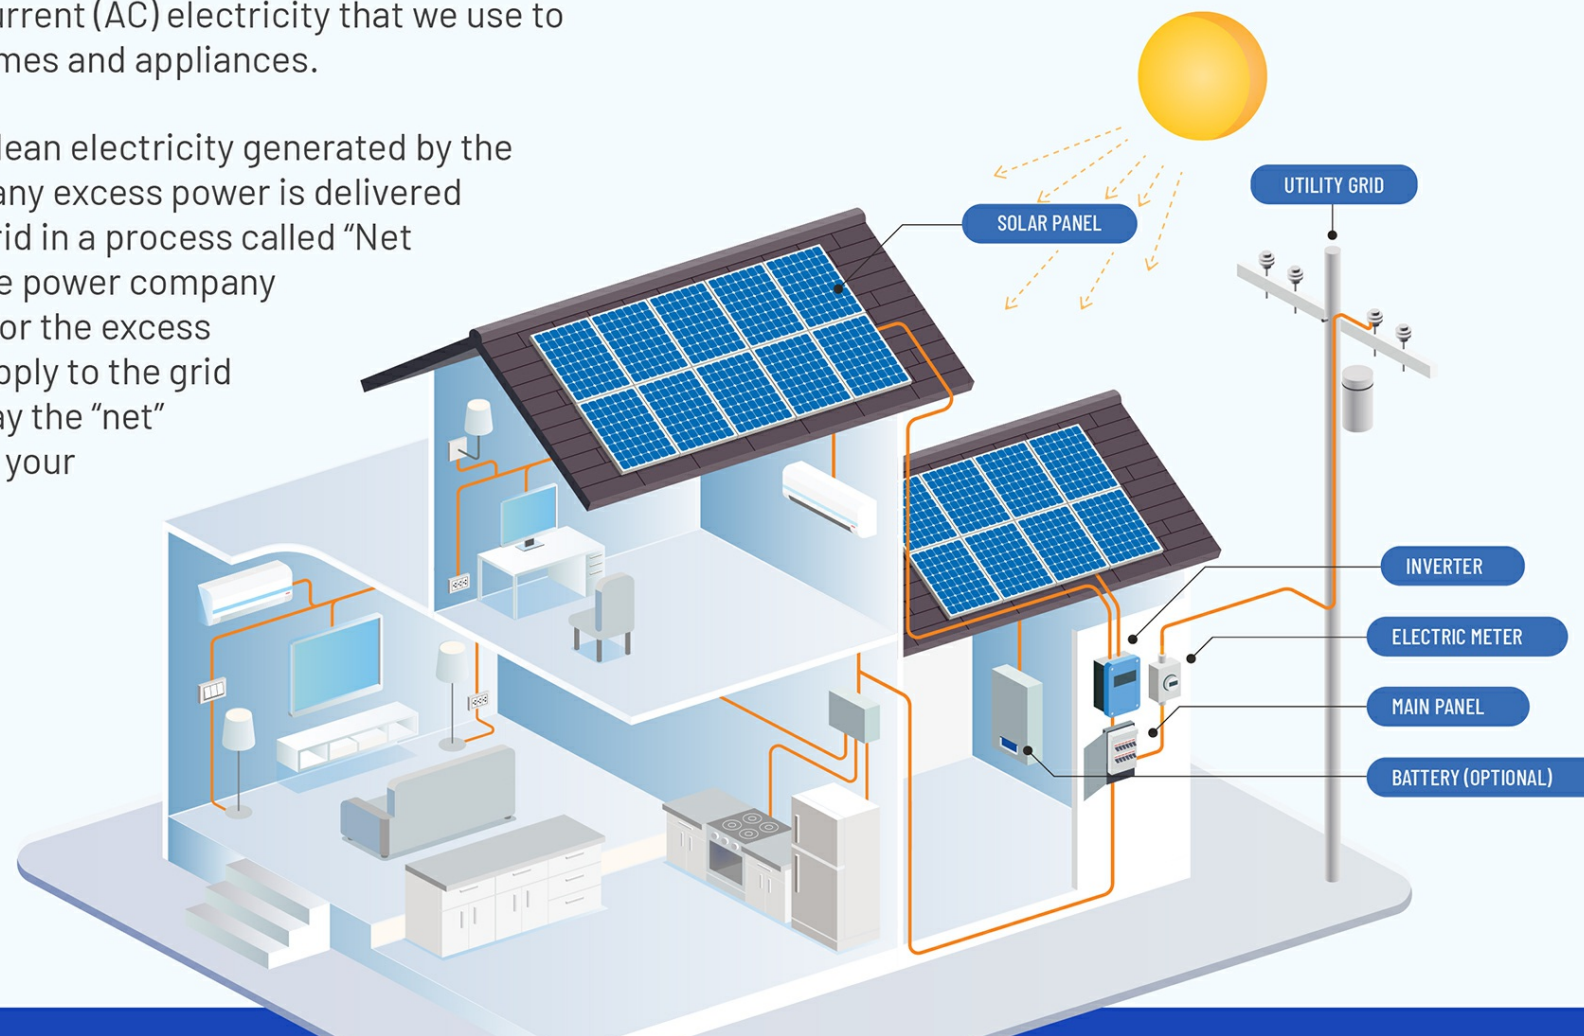 urrent (AC) electricity that we use to
mes and appliances.
lean electricity generated by the
any excess power is delivered
rid in a process called “Net
e power company
or the excess
pply to the grid
ay the “net”
your
SOLAR PANEL
UTILITY GRID
INVERTER
ELECTRIC METER
MAIN PANEL
BATTERY (OPTIONAL)